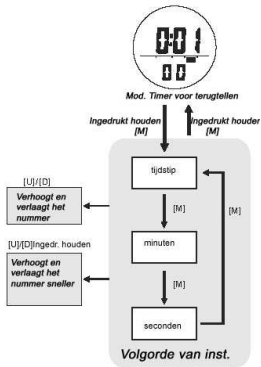 0:01
00
Mod. Timer voor terugtellen
Ingedrukt houden
[M]
Ingedrukt houder
[M]
tijdstip
[U]/[D]
Verhoogt en
verlaagt het
nummer
[M]
[M]
minuten
[U]/[D]Ingedr. houden
Verhoogt en
verlaagt het
nummer sneller
[M]
seconden
Volgorde van inst.